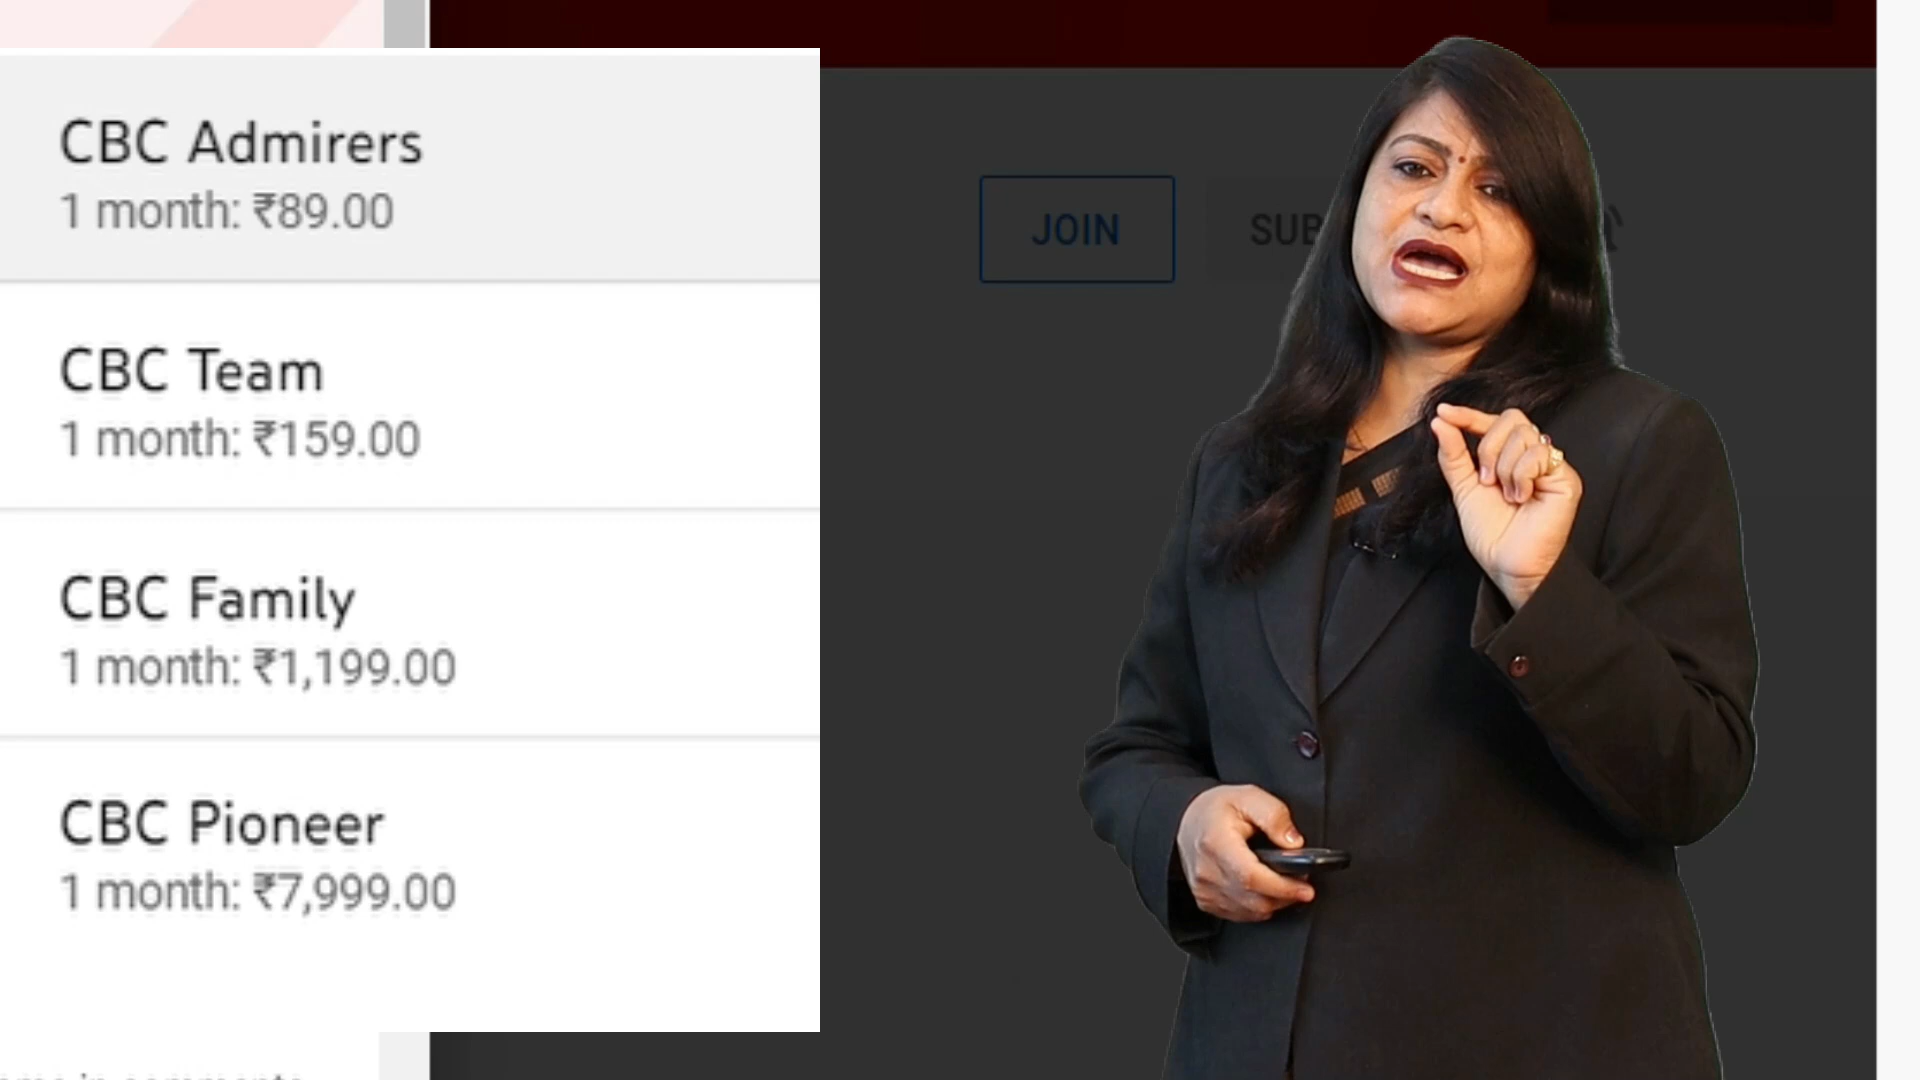 CBC Admirers
1 month: ₹89.00
CBC Team
1 month: ₹159.00
CBC Family
1 month: ₹1,199.00
CBC Pioneer
1 month: ₹7,999.00
JOIN
SUB